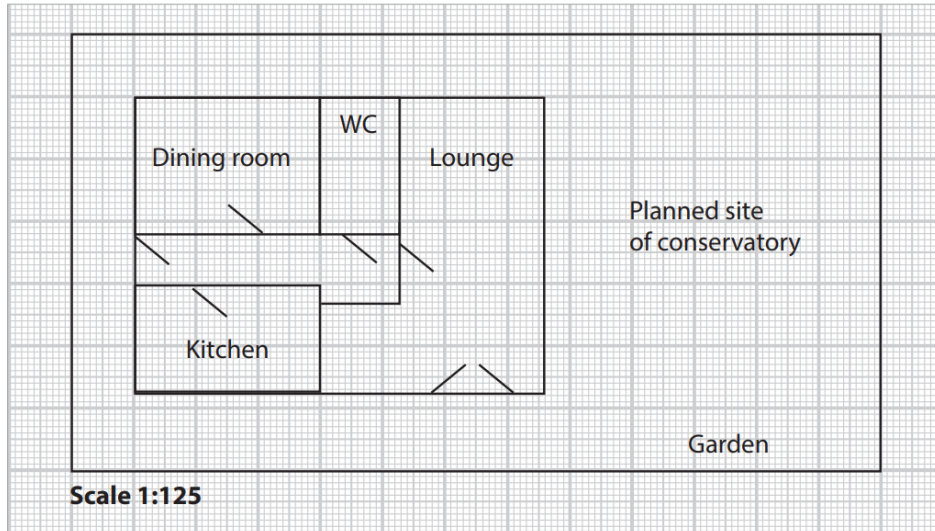 WC
Dining room
Lounge
Planned site
of conservatory
Kitchen
Garden
Scale 1:125